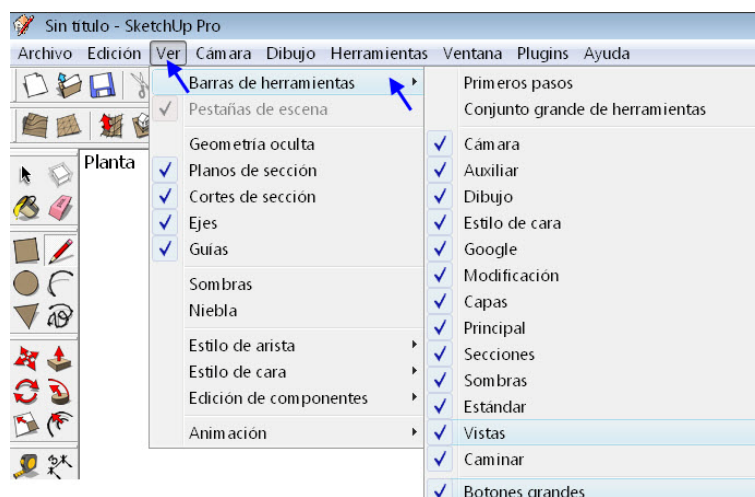 Sin título - SketchUp Pro
Archivo Edición Ver Cámara Dibujo Herramientas Ventana Plugins Ayuda
Barras de herramientas
Pestañas de escena
Geometría oculta
Planos de sección
Cortes de sección
Ejes
Guías
Sombras
Niebla
Estilo de arista
Estilo de cara
Edición de componentes
Animación
Primeros pasos
Conjunto grande de herramientas
Cámara
Auxiliar
Dibujo
Estilo de cara
Google
Modificación
Capas
Principal
Secciones
Sombras
Estándar
Vistas
Caminar
Botones grandes
Planta